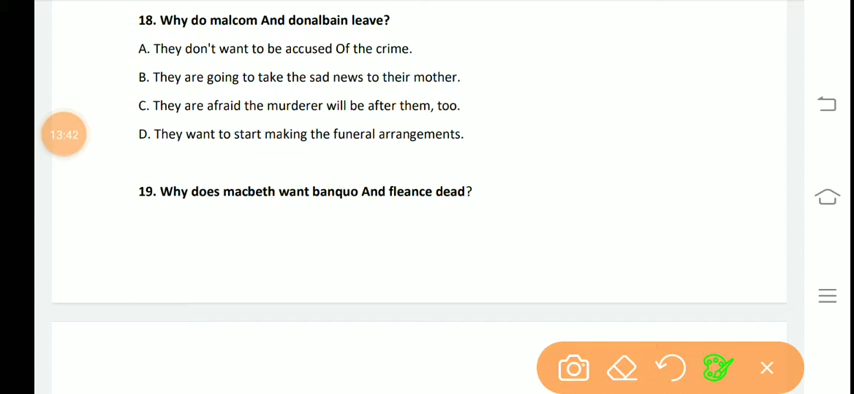 18. Why do malcom And donalbain leave?
A. They don't want to be accused Of the crime.
B. They are going to take the sad news to their mother.
C. They are afraid the murderer will be after them, too.
13:42
D. They want to start making the funeral arrangements.
19. Why does macbeth want banquo And fleance dead?